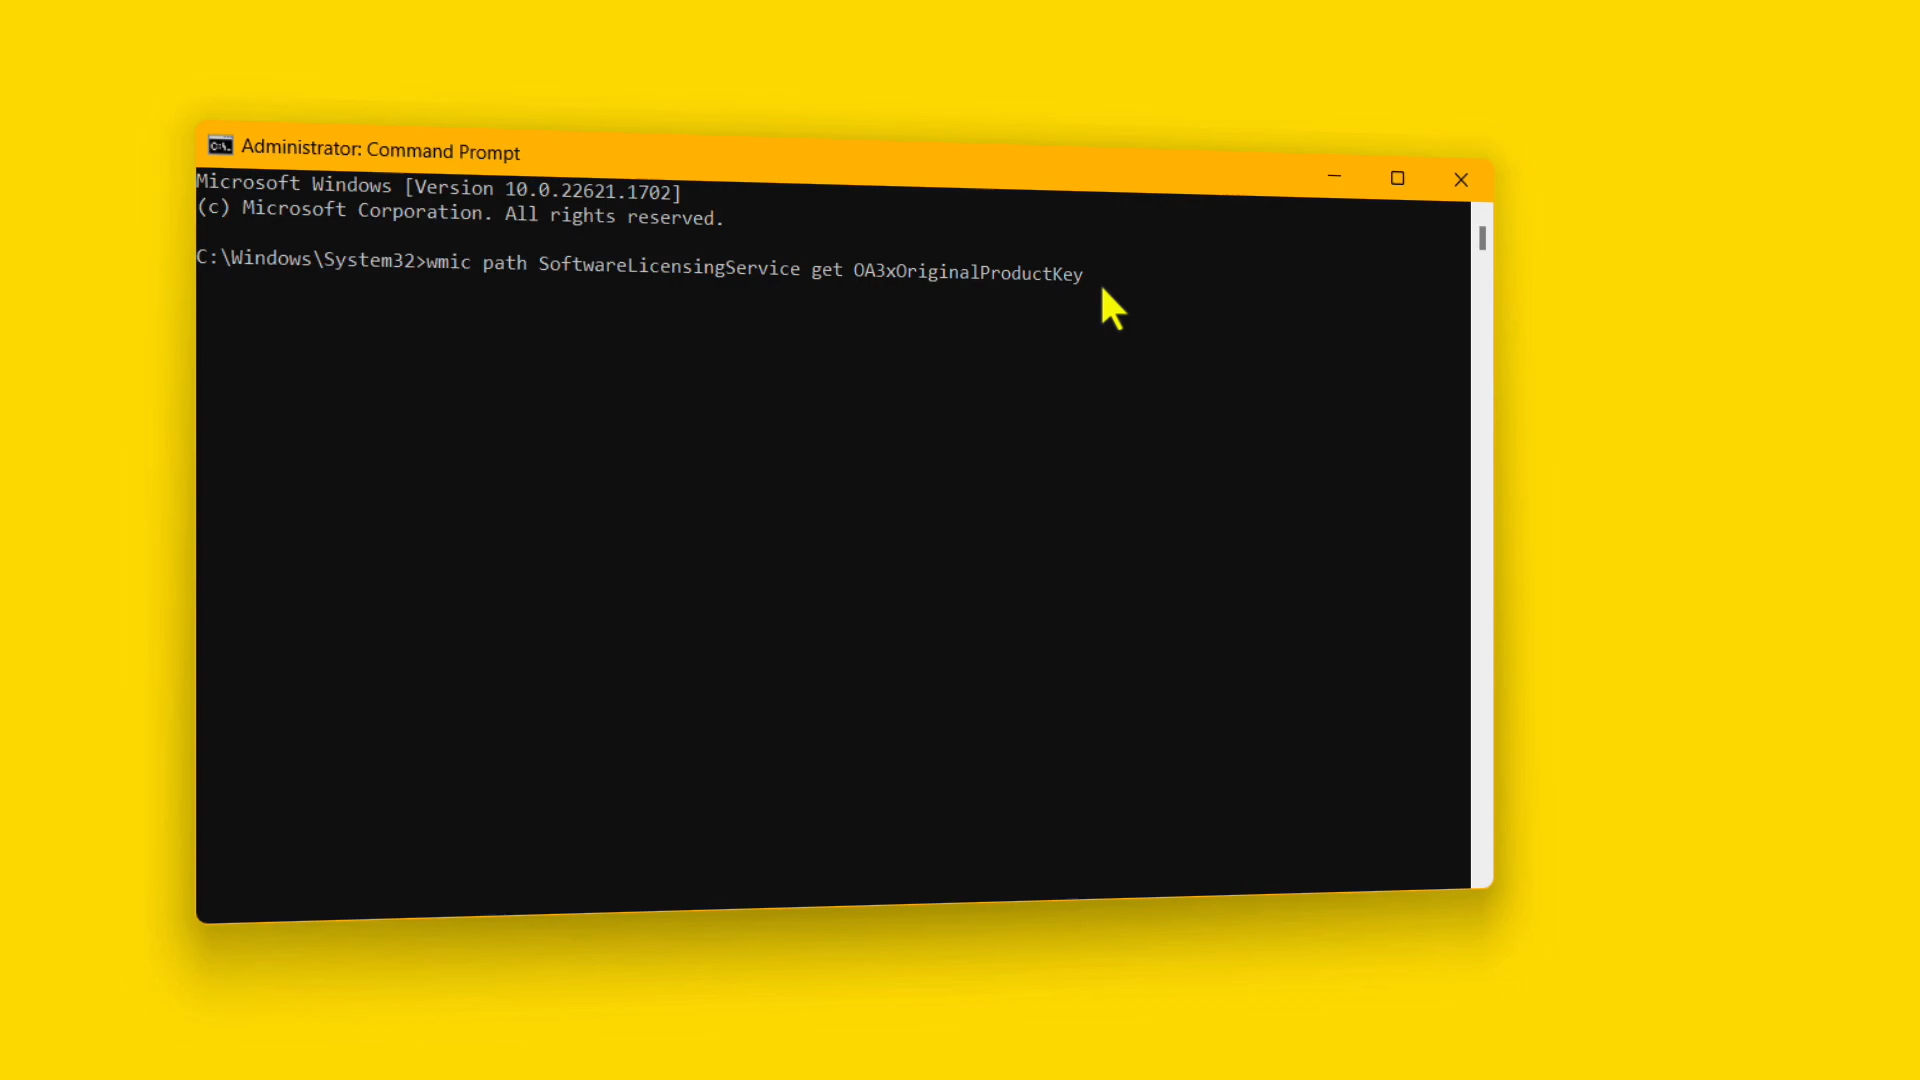 Administrator: Command Prompt
Microsoft Windows [Version 10.0.22621.1702]
(c) Microsoft Corporation. All rights reserved.
C:\Windows\System32>wmic path SoftwareLicensingService get OA3xOriginalProductKey